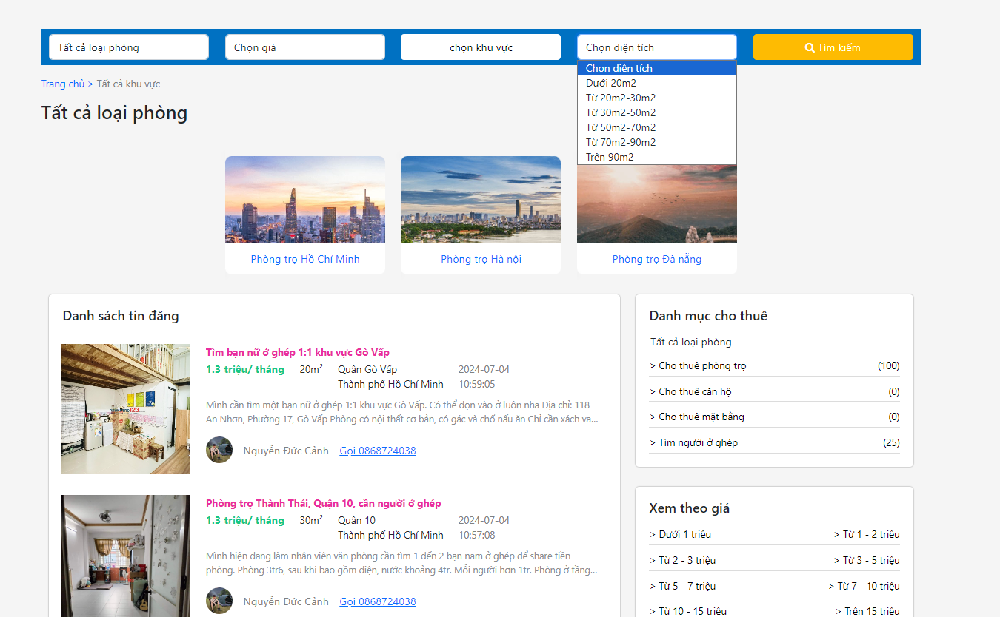 Tất cả loại phòng
Chọn giá
chọn khu vực
Chọn diện tích
Tìm kiếm
Chọn diện tích
Dưới 20m2
Từ 20m2-30m2
Từ 30m2-50m2
Từ 50m2-70m2
Từ 70m2-90m2
Trên 90m2
Trang chủ > Tất cả khu vực
Tất cả loại phòng
Phòng trọ Hồ Chí Minh
Phòng trọ Hà nội
Phòng trọ Đà nẵng
Danh sách tin đăng
Tìm bạn nữ ở ghép 1:1 khu vực Gò Vấp
1.3 triệu/ tháng 20m² Quận Gò Vấp 2024-07-04
Thành phố Hồ Chí Minh 10:59:05
Mình cần tìm một bạn nữ ở ghép 1:1 khu vực Gò Vấp. Có thể dọn vào ở luôn nha Địa chỉ: 118
An Nhơn, Phường 17, Gò Vấp Phòng có nội thất cơ bản, có gác và chổ nấu ăn Chỉ cần xách va...
Nguyễn Đức Cảnh Gọi 0868724038
Phòng trọ Thành Thái, Quận 10, cần người ở ghép
1.3 triệu/ tháng 30m² Quận 10 2024-07-04
Thành phố Hồ Chí Minh 10:57:08
Mình hiện đang làm nhân viên văn phòng cần tìm 1 đến 2 bạn nam ở ghép để share tiền
phòng. Phòng 3tr6, sau khi bao gồm điện, nước khoảng 4tr. Mỗi người hơn 1tr. Phòng ở tầng...
Nguyễn Đức Cảnh Gọi 0868724038
Danh mục cho thuê
Tất cả loại phòng
> Cho thuê phòng trọ (100)
> Cho thuê căn hộ (0)
> Cho thuê mặt bằng (0)
> Tìm người ở ghép (25)
Xem theo giá
> Dưới 1 triệu > Từ 1 - 2 triệu
> Từ 2 - 3 triệu > Từ 3 - 5 triệu
> Từ 5 - 7 triệu > Từ 7 - 10 triệu
> Từ 10 - 15 triệu > Trên 15 triệu